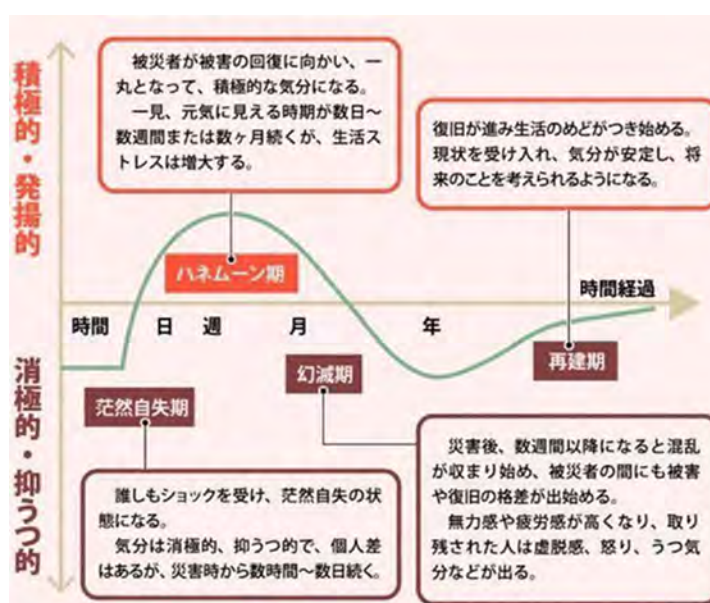 積極的・発揚的
消極的・抑うつ的
被災者が被害の回復に向かい、一
丸となって、積極的な気分になる。
一見、元気に見える時期が数日～
数週間または数ヶ月続くが、生活ス
トレスは増大する。
復旧が進み生活のめどがつき始める。
現状を受け入れ、気分が安定し、将
来のことを考えられるようになる。
ハネムーン期
時間経過
時間
日
週
月
年
茫然自失期
幻滅期
再建期
誰しもショックを受け、茫然自失の状
態になる。
気分は消極的、抑うつ的で、個人差
はあるが、災害時から数時間～数日続く。
災害後、数週間以降になると混乱
が収まり始め、被災者の間にも被害
や復旧の格差が出始める。
無力感や疲労感が高くなり、取り
残された人は虚脱感、怒り、うつ気
分などが出る。